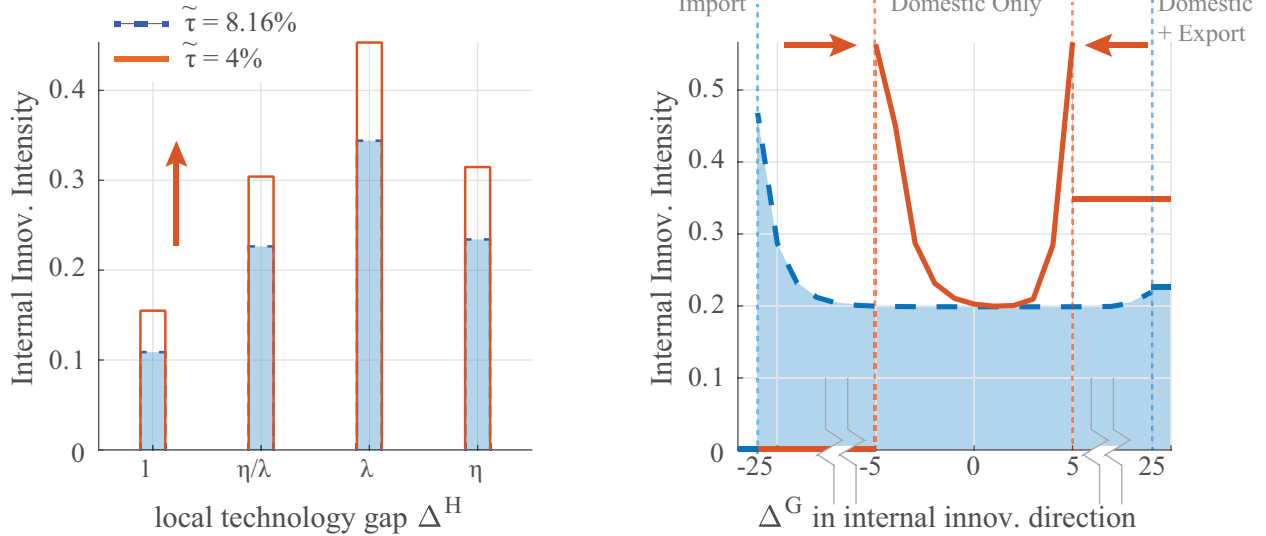 τ̃ = 8.16%
τ̃ = 4%
Internal Innov. Intensity
0.4
0.3
0.2
0.1
0
1 η/λ λ η
local technology gap Δ^H
Import Domestic Only Domestic
+ Export
Internal Innov. Intensity
0.5
0.4
0.3
0.2
0.1
0
-25 -5 0 5 25
Δ^G in internal innov. direction